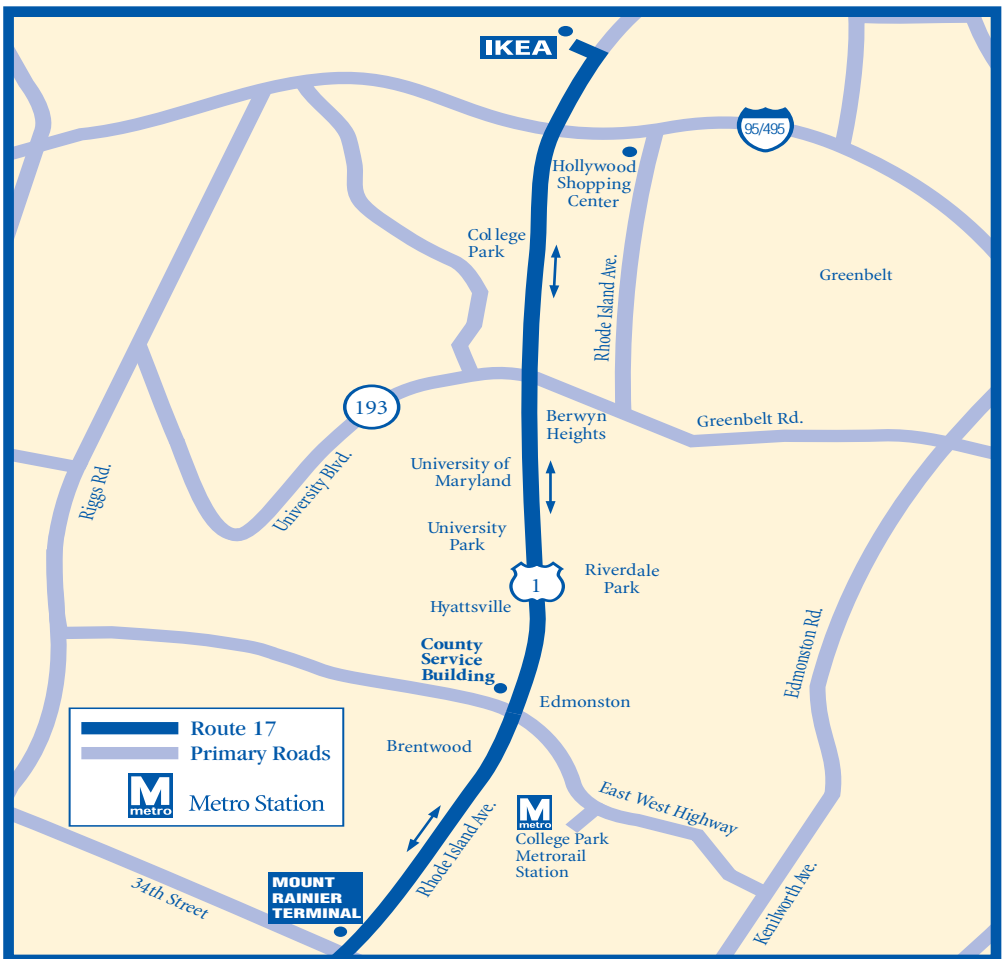 IKEA
95/495
Hollywood
Shopping
Center
College
Park
Rhode Island Ave.
Greenbelt
193
Berwyn
Heights
Greenbelt Rd.
University of
Maryland
Riggs Rd.
University Blvd.
University
Park
1
Riverdale
Park
Hyattsville
County
Service
Building
Edmonston Rd.
Edmonston
Brentwood
Route 17
Primary Roads
M
metro
Metro Station
M
metro
East West Highway
College Park
Metrorail
Station
Rhode Island Ave.
MOUNT
RAINIER
TERMINAL
34th Street
Kenilworth Ave.